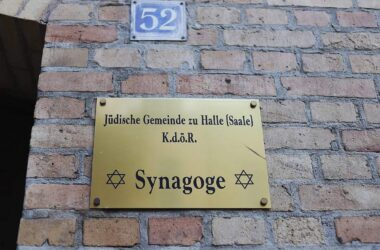 52
Jüdische Gemeinde zu Halle (Saale)
K.d.ö.R.
Synagoge